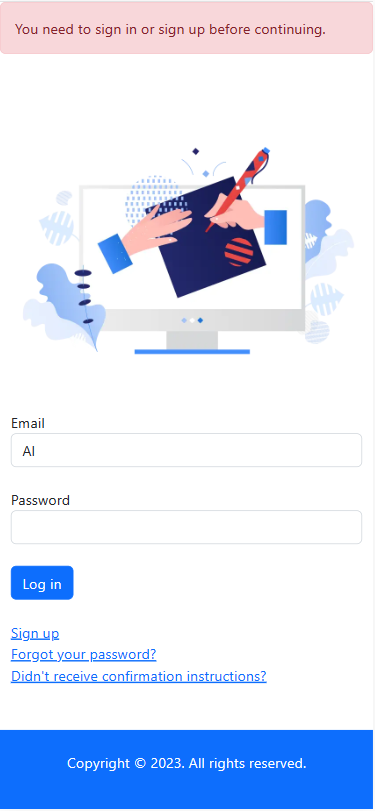 You need to sign in or sign up before continuing.
Email
Al
Password
Log in
Sign up
Forgot your password?
Didn't receive confirmation instructions?
Copyright © 2023. All rights reserved.